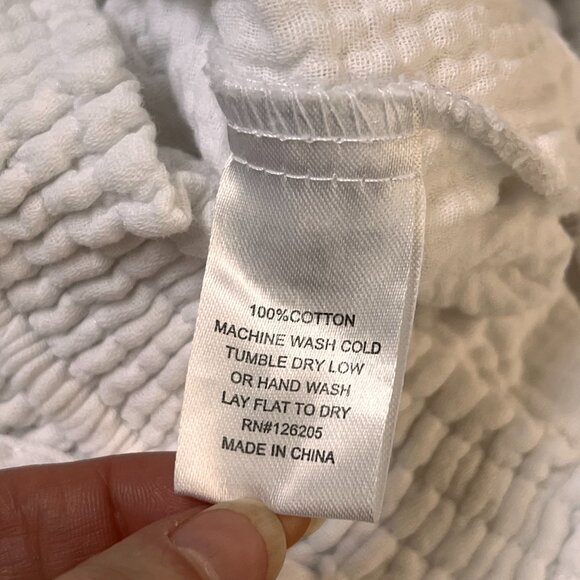 100%COTTON
MACHINE WASH COLD
TUMBLE DRY LOW
OR HAND WASH
LAY FLAT TO DRY
RN#126205
MADE IN CHINA